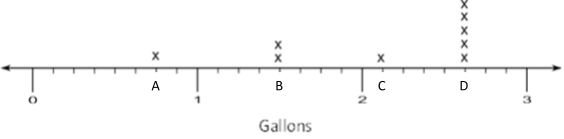 x
x
x
x x
x x x x
A B C D
0 1 2 3
Gallons